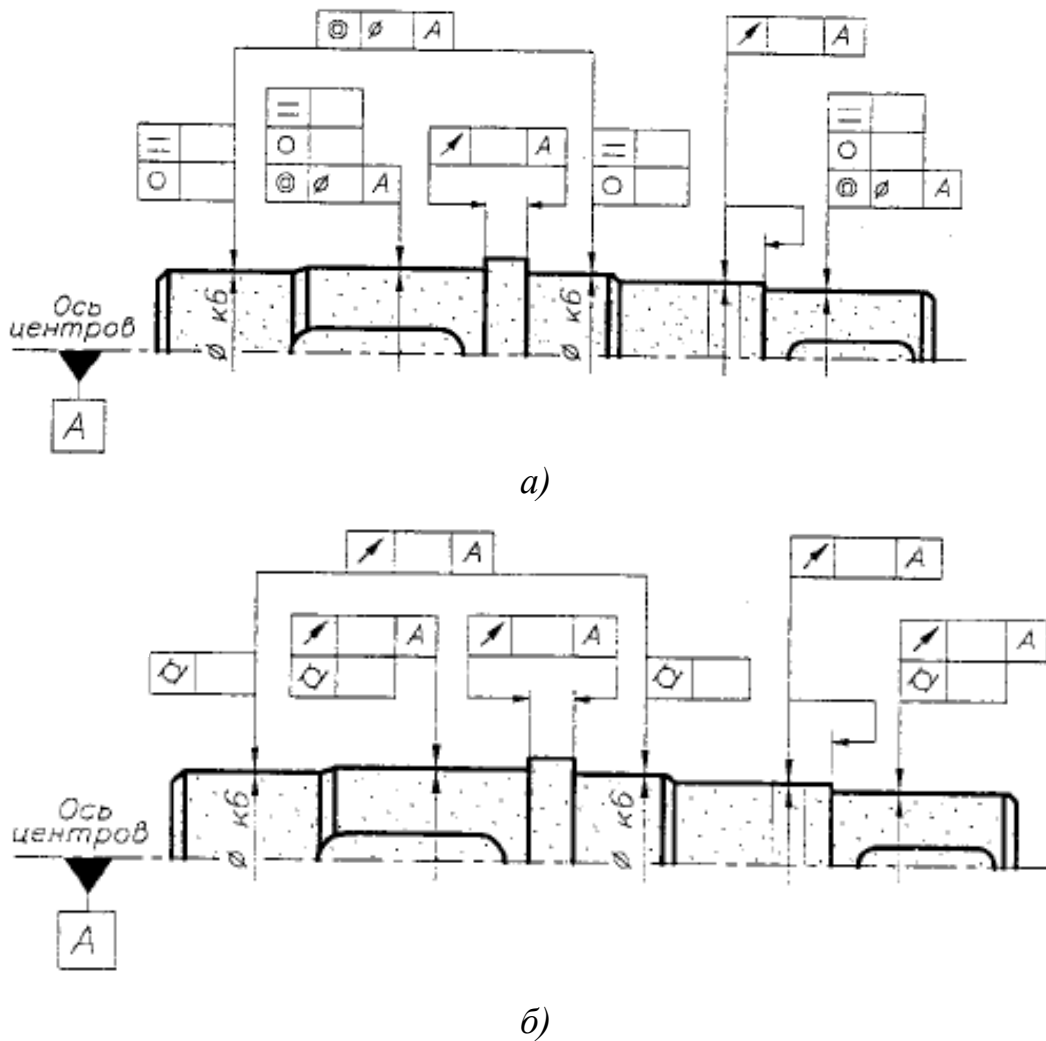 ◎ ⌀ А
↗ А
◎ ⌀ А
↗ А
◎ ⌀ А
Ось
центров
А
⌀ к6
⌀ к6
а)
↗ А
↗ А
↗ А
↗ А
↗ А
Ось
центров
А
⌀ к6
⌀ к6
б)